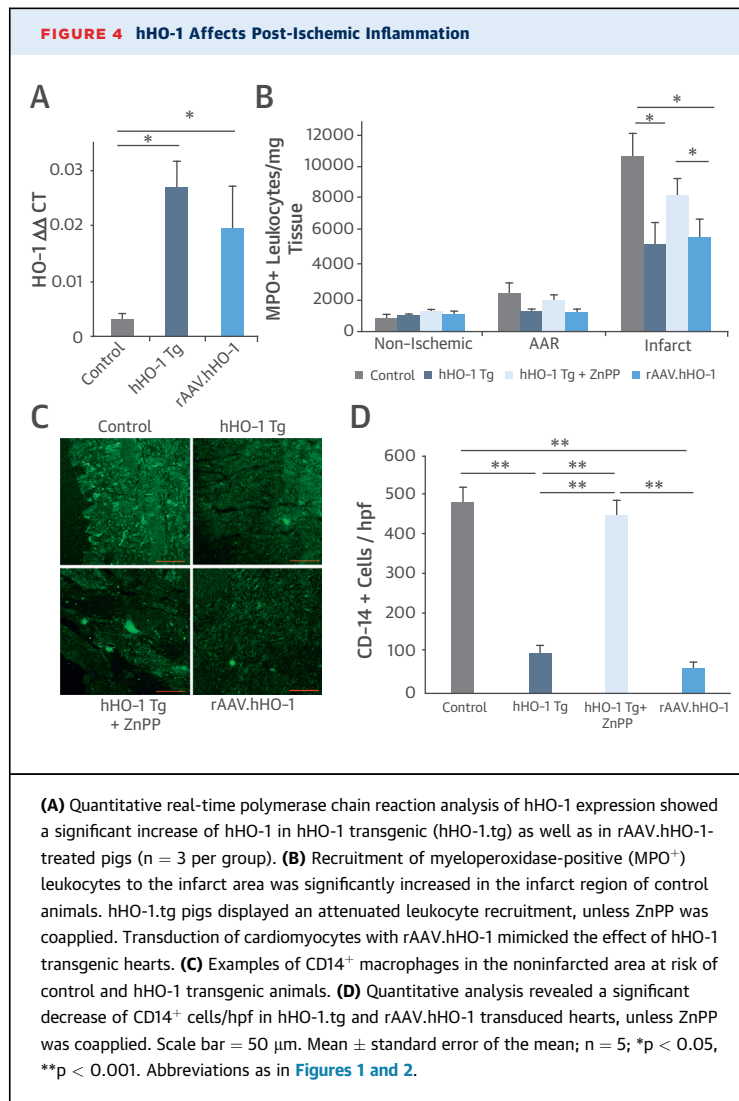 FIGURE 4 hHO-1 Affects Post-Ischemic Inflammation
A
HO-1 ΔΔ CT
0.03
0.02
0.01
0
*
*
Control
hHO-1 Tg
rAAV.hHO-1
B
MPO+ Leukocytes/mg
Tissue
12000
10000
8000
6000
4000
2000
0
*
*
*
Non-Ischemic
AAR
Infarct
Control
hHO-1 Tg
hHO-1 Tg + ZnPP
rAAV.hHO-1
C
Control
hHO-1 Tg
hHO-1 Tg
+ ZnPP
rAAV.hHO-1
D
CD-14 + Cells / hpf
600
500
400
300
200
100
0
**
**
**
**
**
Control
hHO-1 Tg
hHO-1 Tg+
ZnPP
rAAV.hHO-1
(A) Quantitative real-time polymerase chain reaction analysis of hHO-1 expression showed
a significant increase of hHO-1 in hHO-1 transgenic (hHO-1.tg) as well as in rAAV.hHO-1-
treated pigs (n = 3 per group). (B) Recruitment of myeloperoxidase-positive (MPO⁺)
leukocytes to the infarct area was significantly increased in the infarct region of control
animals. hHO-1.tg pigs displayed an attenuated leukocyte recruitment, unless ZnPP was
coapplied. Transduction of cardiomyocytes with rAAV.hHO-1 mimicked the effect of hHO-1
transgenic hearts. (C) Examples of CD14⁺ macrophages in the noninfarcted area at risk of
control and hHO-1 transgenic animals. (D) Quantitative analysis revealed a significant
decrease of CD14⁺ cells/hpf in hHO-1.tg and rAAV.hHO-1 transduced hearts, unless ZnPP
was coapplied. Scale bar = 50 μm. Mean ± standard error of the mean; n = 5; *p < 0.05,
**p < 0.001. Abbreviations as in Figures 1 and 2.